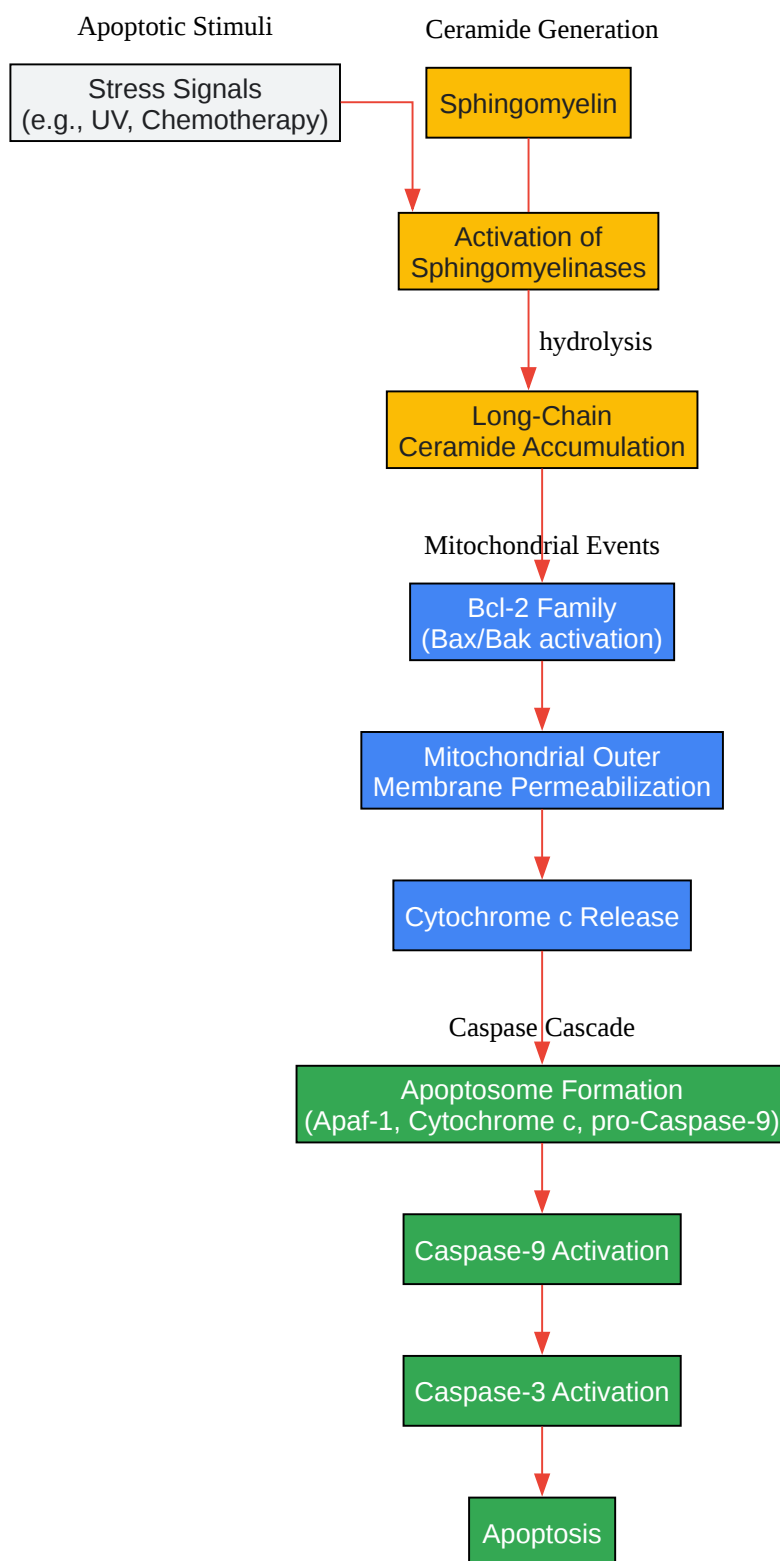 Apoptotic Stimuli
Ceramide Generation
Stress Signals
(e.g., UV, Chemotherapy)
Sphingomyelin
Activation of
Sphingomyelinases
hydrolysis
Long-Chain
Ceramide Accumulation
Mitochondrial Events
Bcl-2 Family
(Bax/Bak activation)
Mitochondrial Outer
Membrane Permeabilization
Cytochrome c Release
Caspase Cascade
Apoptosome Formation
(Apaf-1, Cytochrome c, pro-Caspase-9)
Caspase-9 Activation
Caspase-3 Activation
Apoptosis